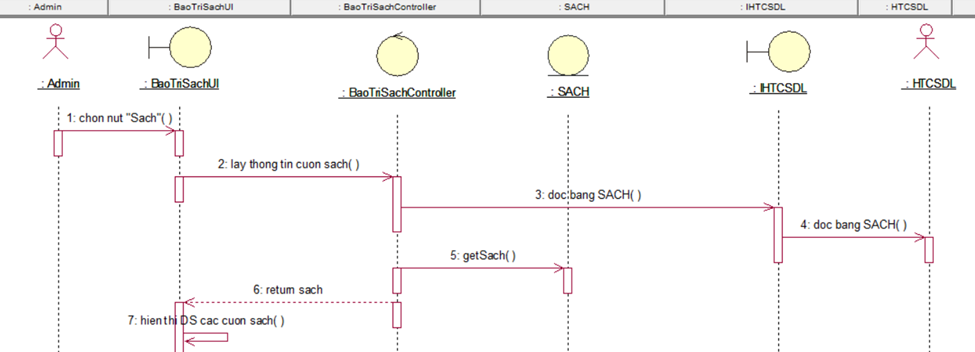 : Admin
: BaoTriSachUI
: BaoTriSachController
: SACH
: IHTCSDL
: HTCSDL
: Admin
: BaoTriSachUI
: BaoTriSachController
: SACH
: IHTCSDL
: HTCSDL
1: chon nut "Sach"( )
2: lay thong tin cuon sach( )
3: doc bang SACH( )
4: doc bang SACH( )
5: getSach( )
6: return sach
7: hien thi DS cac cuon sach( )